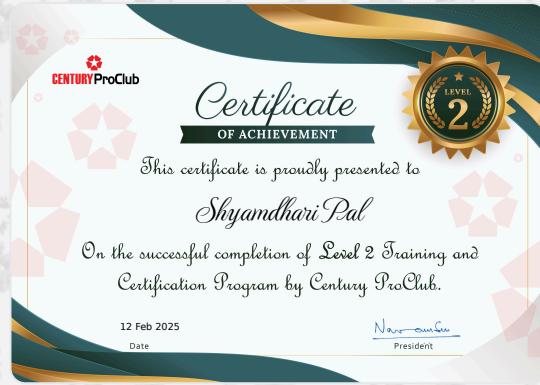 CENTURY ProClub
Certificate
OF ACHIEVEMENT
LEVEL
2
This certificate is proudly presented to
Shyamdhari Pal
On the successful completion of Level 2 Training and
Certification Program by Century ProClub.
12 Feb 2025
Date
President